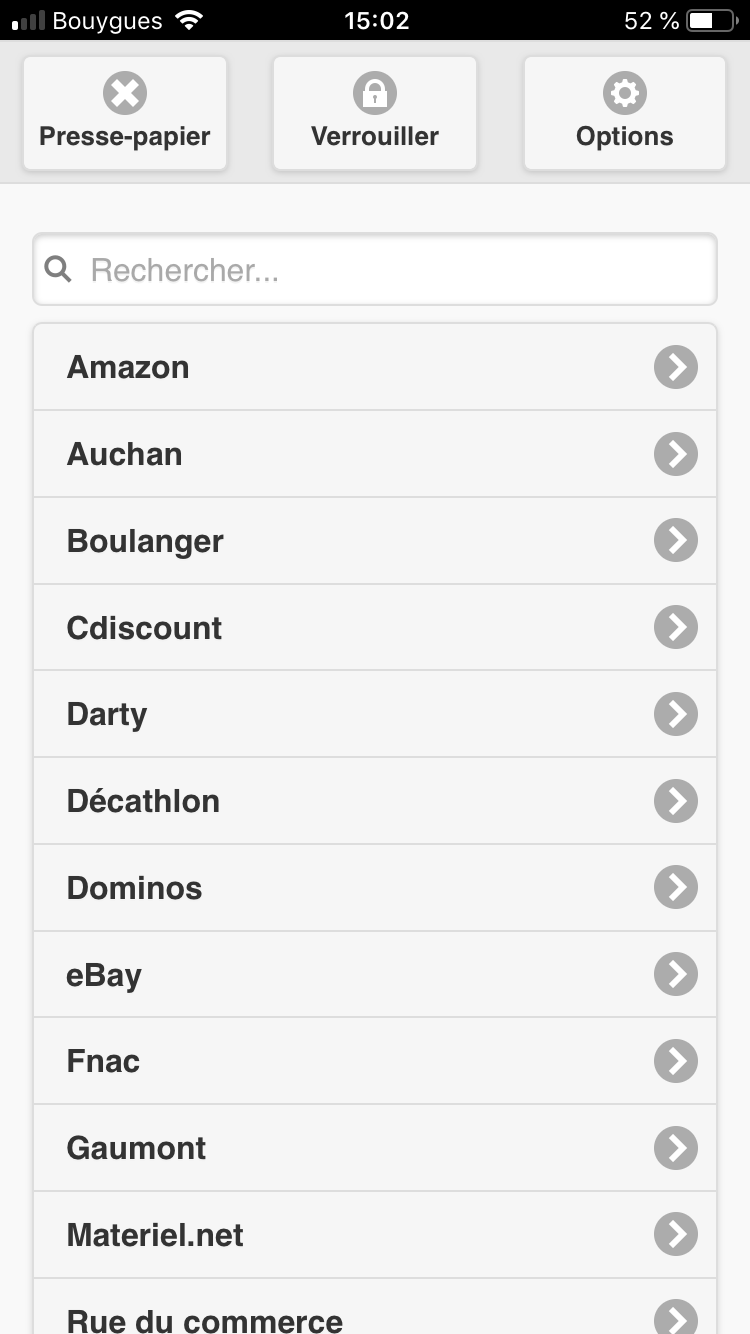 Bouygues 15:02 52 %
Presse-papier Verrouiller Options
Rechercher...
Amazon
Auchan
Boulanger
Cdiscount
Darty
Décathlon
Dominos
eBay
Fnac
Gaumont
Materiel.net
Rue du commerce